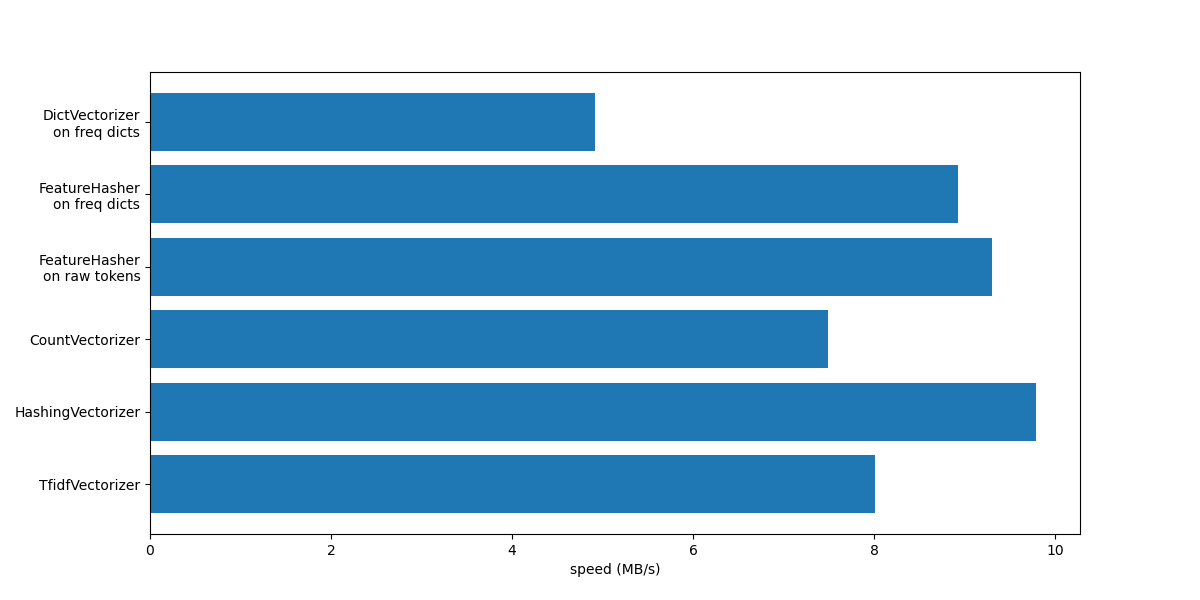 DictVectorizer
on freq dicts
FeatureHasher
on freq dicts
FeatureHasher
on raw tokens
CountVectorizer
HashingVectorizer
TfidfVectorizer
0 2 4 6 8 10
speed (MB/s)